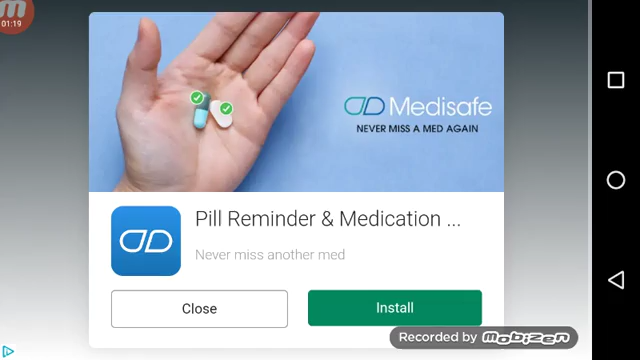 01:19
Medisafe
NEVER MISS A MED AGAIN
Pill Reminder & Medication ...
Never miss another med
Close
Install
Recorded by Mobizen